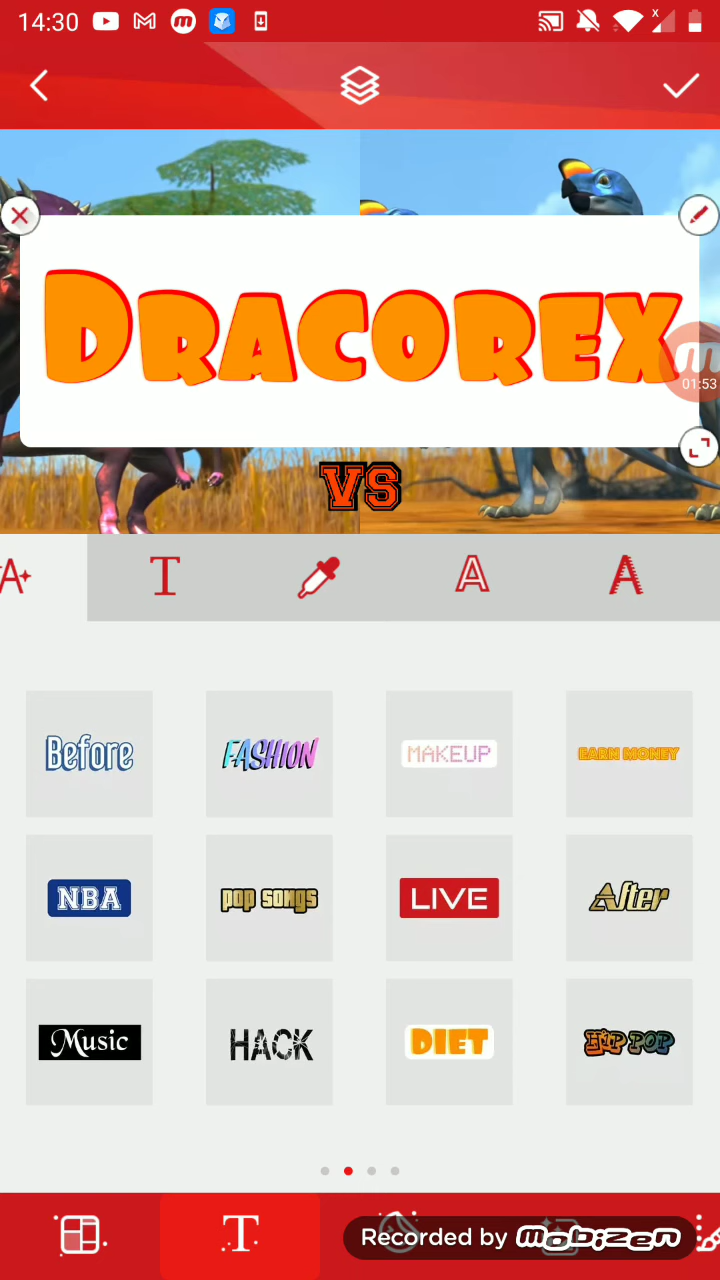 14:30
DRACOREX
m
01:53
VS
A+
T
A
A
Before
FASHION
MAKEUP
EARN MONEY
NBA
POP SONGS
LIVE
After
Music
HACK
DIET
HIP POP
T
Recorded by mobizen